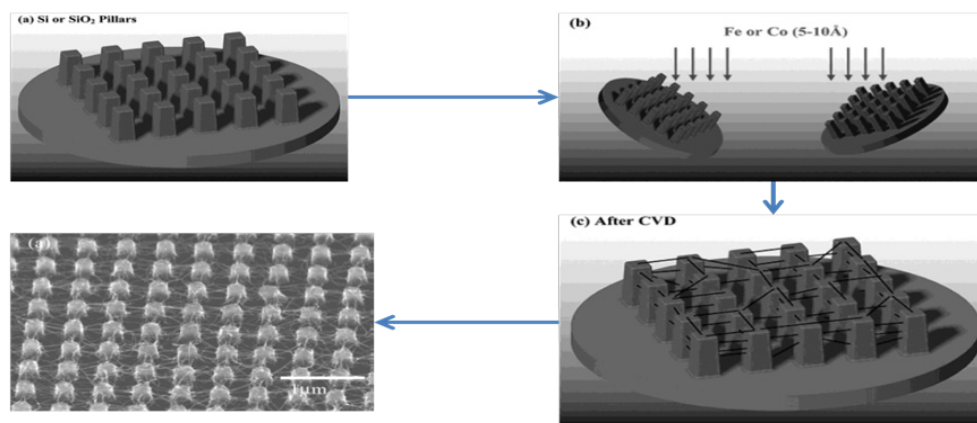 (a) Si or SiO₂ Pillars
(b)
Fe or Co (5-10Å)
(c) After CVD
(a)
1μm